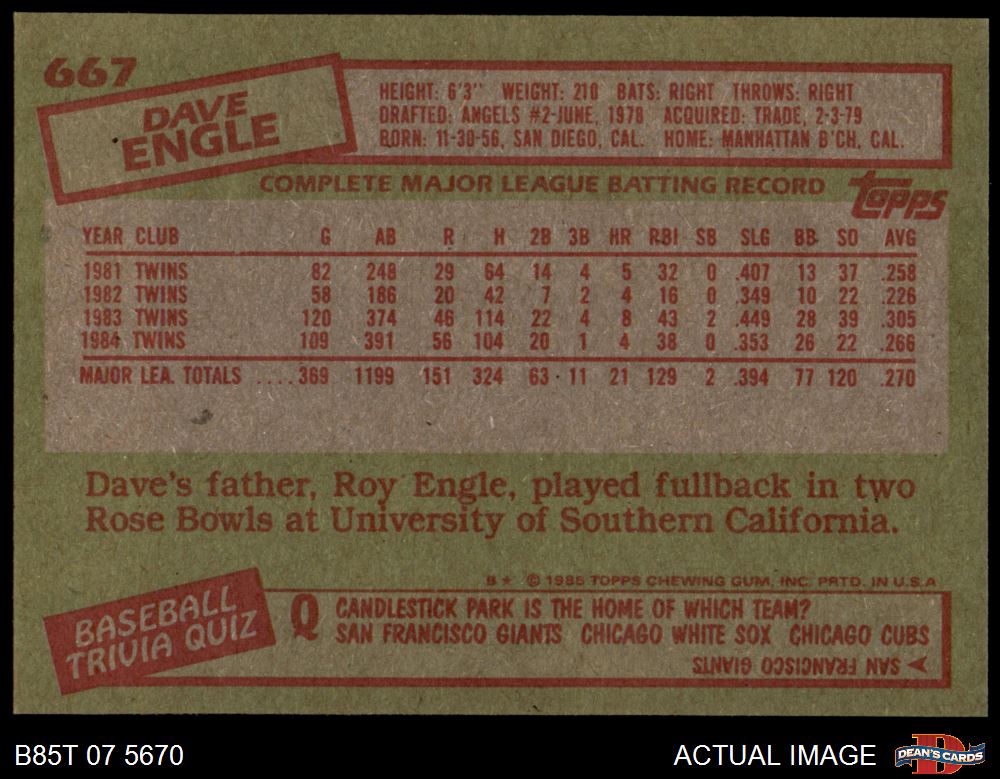 667
DAVE
ENGLE
HEIGHT: 6'3" WEIGHT: 210 BATS: RIGHT THROWS: RIGHT
DRAFTED: ANGELS #2-JUNE, 1978 ACQUIRED: TRADE, 2-3-79
BORN: 11-30-56, SAN DIEGO, CAL. HOME: MANHATTAN B'CH, CAL.
COMPLETE MAJOR LEAGUE BATTING RECORD
topps
YEAR CLUB G AB R H 2B 3B HR RBI SB SLG BB SO AVG
1981 TWINS 82 248 29 64 14 4 5 32 0 .407 13 37 .258
1982 TWINS 58 186 20 42 7 2 4 16 0 .349 10 22 .226
1983 TWINS 120 374 46 114 22 4 8 43 2 .449 28 39 .305
1984 TWINS 109 391 56 104 20 1 4 38 0 .353 26 22 .266
MAJOR LEA. TOTALS ....369 1199 151 324 63 11 21 129 2 .394 77 120 .270
Dave's father, Roy Engle, played fullback in two
Rose Bowls at University of Southern California.
B★ © 1985 TOPPS CHEWING GUM, INC. PRTD. IN U.S.A
BASEBALL
TRIVIA QUIZ
Q CANDLESTICK PARK IS THE HOME OF WHICH TEAM?
SAN FRANCISCO GIANTS CHICAGO WHITE SOX CHICAGO CUBS
➤ SAN FRANCISCO GIANTS
B85T 07 5670
ACTUAL IMAGE
DEAN'S CARDS